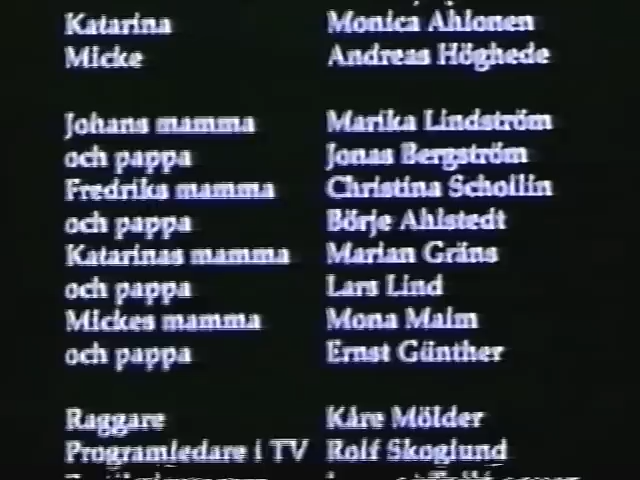 Katarina Monica Ahlonen
Micke Andreas Höghede
Johans mamma Marika Lindström
och pappa Jonas Bergström
Fredriks mamma Christina Schollin
och pappa Börje Ahlstedt
Katarinas mamma Marian Gräns
och pappa Lars Lind
Mickes mamma Mona Malm
och pappa Ernst Günther
Raggare Kåre Mölder
Programledare i TV Rolf Skoglund